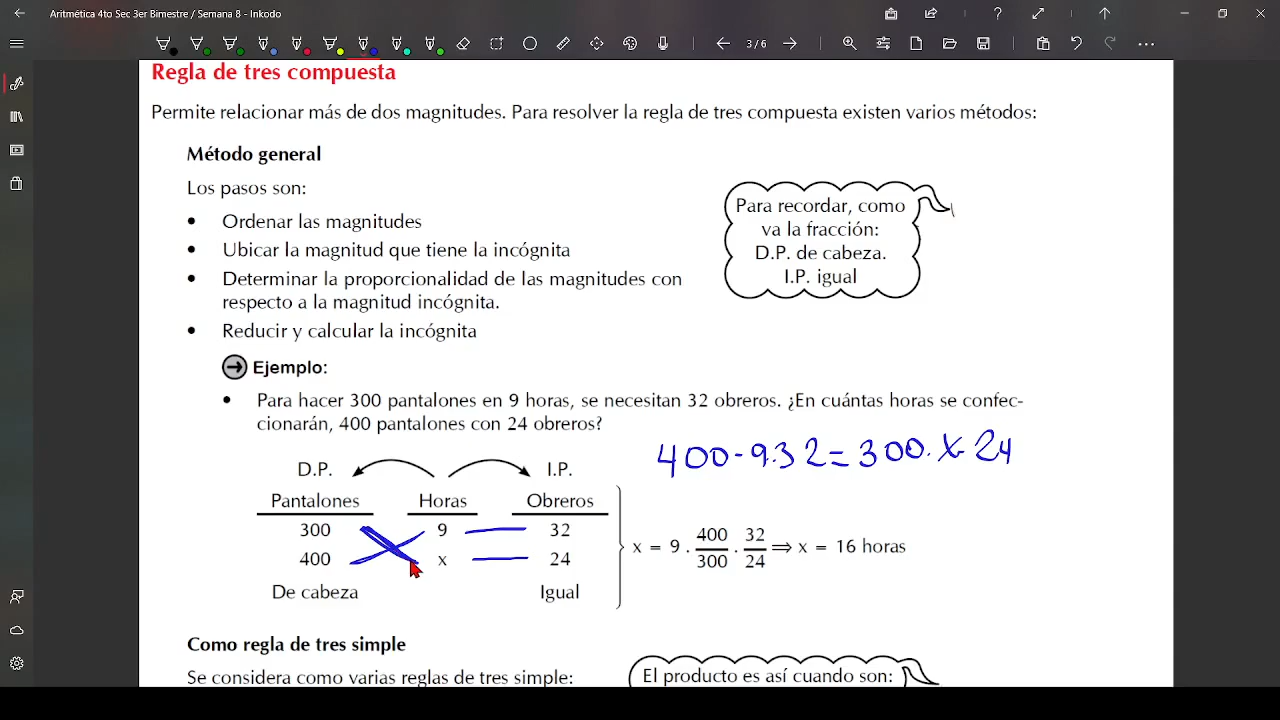 Aritmética 4to Sec 3er Bimestre / Semana 8 - Inkodo
3/6
Regla de tres compuesta
Permite relacionar más de dos magnitudes. Para resolver la regla de tres compuesta existen varios métodos:
Método general
Los pasos son:
• Ordenar las magnitudes
• Ubicar la magnitud que tiene la incógnita
• Determinar la proporcionalidad de las magnitudes con
respecto a la magnitud incógnita.
• Reducir y calcular la incógnita
Para recordar, como
va la fracción:
D.P. de cabeza.
I.P. igual
Ejemplo:
• Para hacer 300 pantalones en 9 horas, se necesitan 32 obreros. ¿En cuántas horas se confec-
cionarán, 400 pantalones con 24 obreros?
400 · 9 · 32 = 300 · x · 24
D.P. I.P.
Pantalones Horas Obreros
300 9 32
400 x 24
De cabeza Igual
x = 9 . 400/300 . 32/24 ⇒ x = 16 horas
Como regla de tres simple
Se considera como varias reglas de tres simple:
El producto es así cuando son: